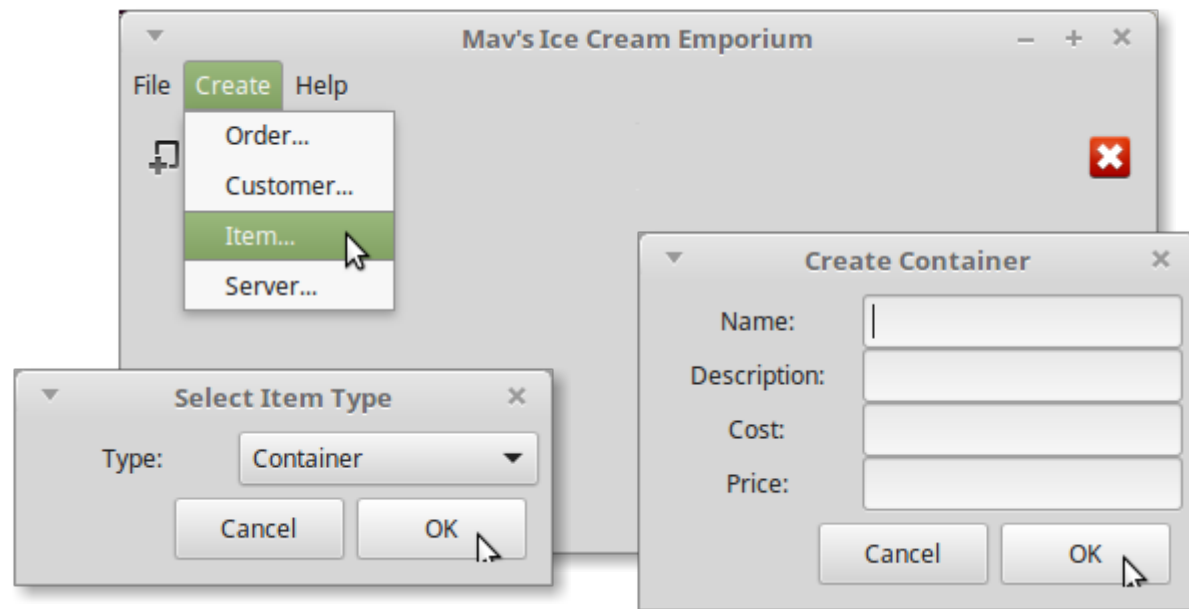 Mav's Ice Cream Emporium
File Create Help
Order...
Customer...
Item...
Server...
Create Container
Name:
Description:
Cost:
Price:
Cancel OK
Select Item Type
Type: Container
Cancel OK